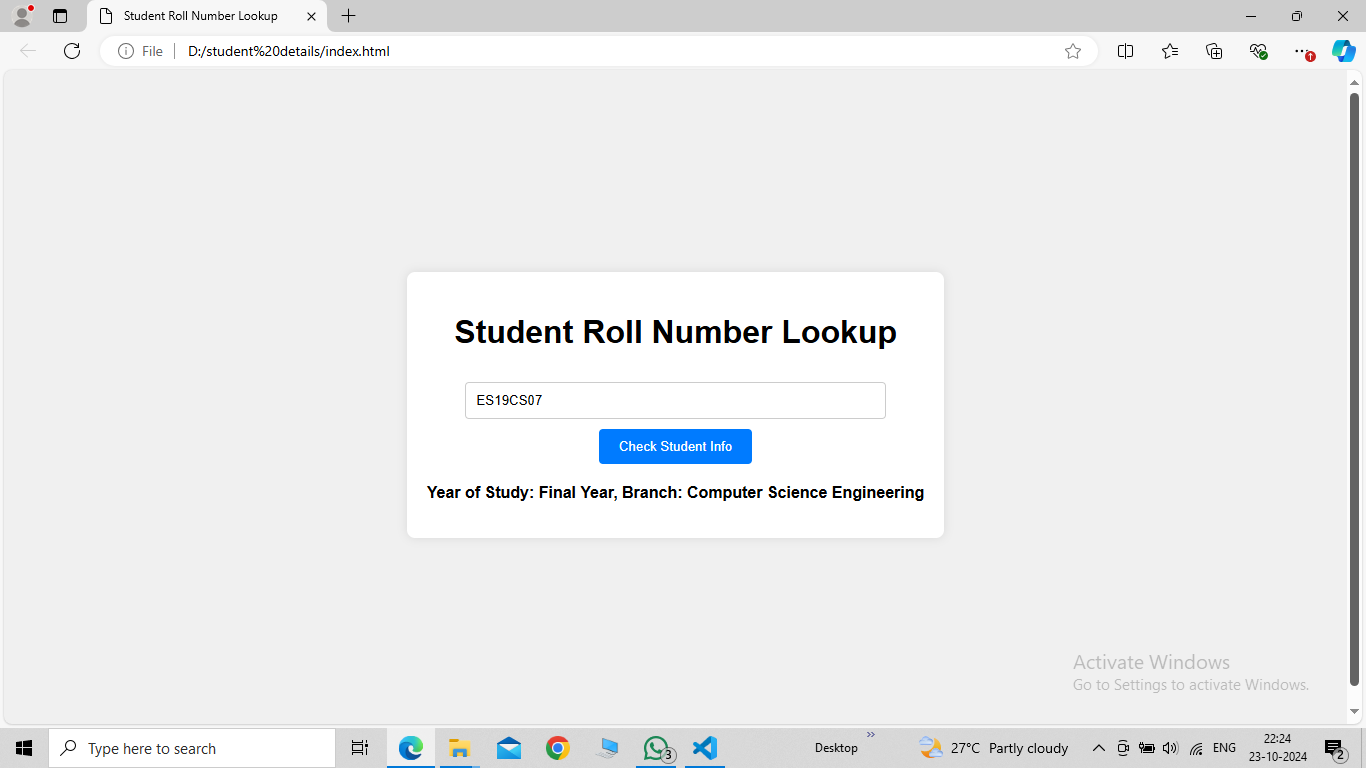 Student Roll Number Lookup
File
D:/student%20details/index.html
Student Roll Number Lookup
ES19CS07
Check Student Info
Year of Study: Final Year, Branch: Computer Science Engineering
Activate Windows
Go to Settings to activate Windows.
Type here to search
3
Desktop
27°C Partly cloudy
ENG
22:24
23-10-2024
2